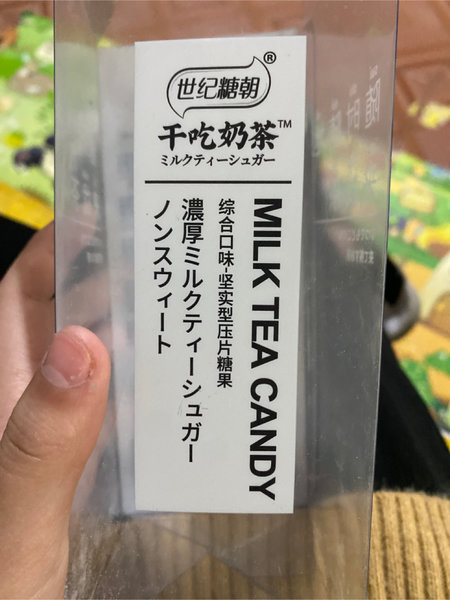 世纪糖朝®
干吃奶茶™
ミルクティーシュガー
MILK TEA CANDY
综合口味-坚实型压片糖果
濃厚ミルクティーシュガー
ノンスウィート
随时